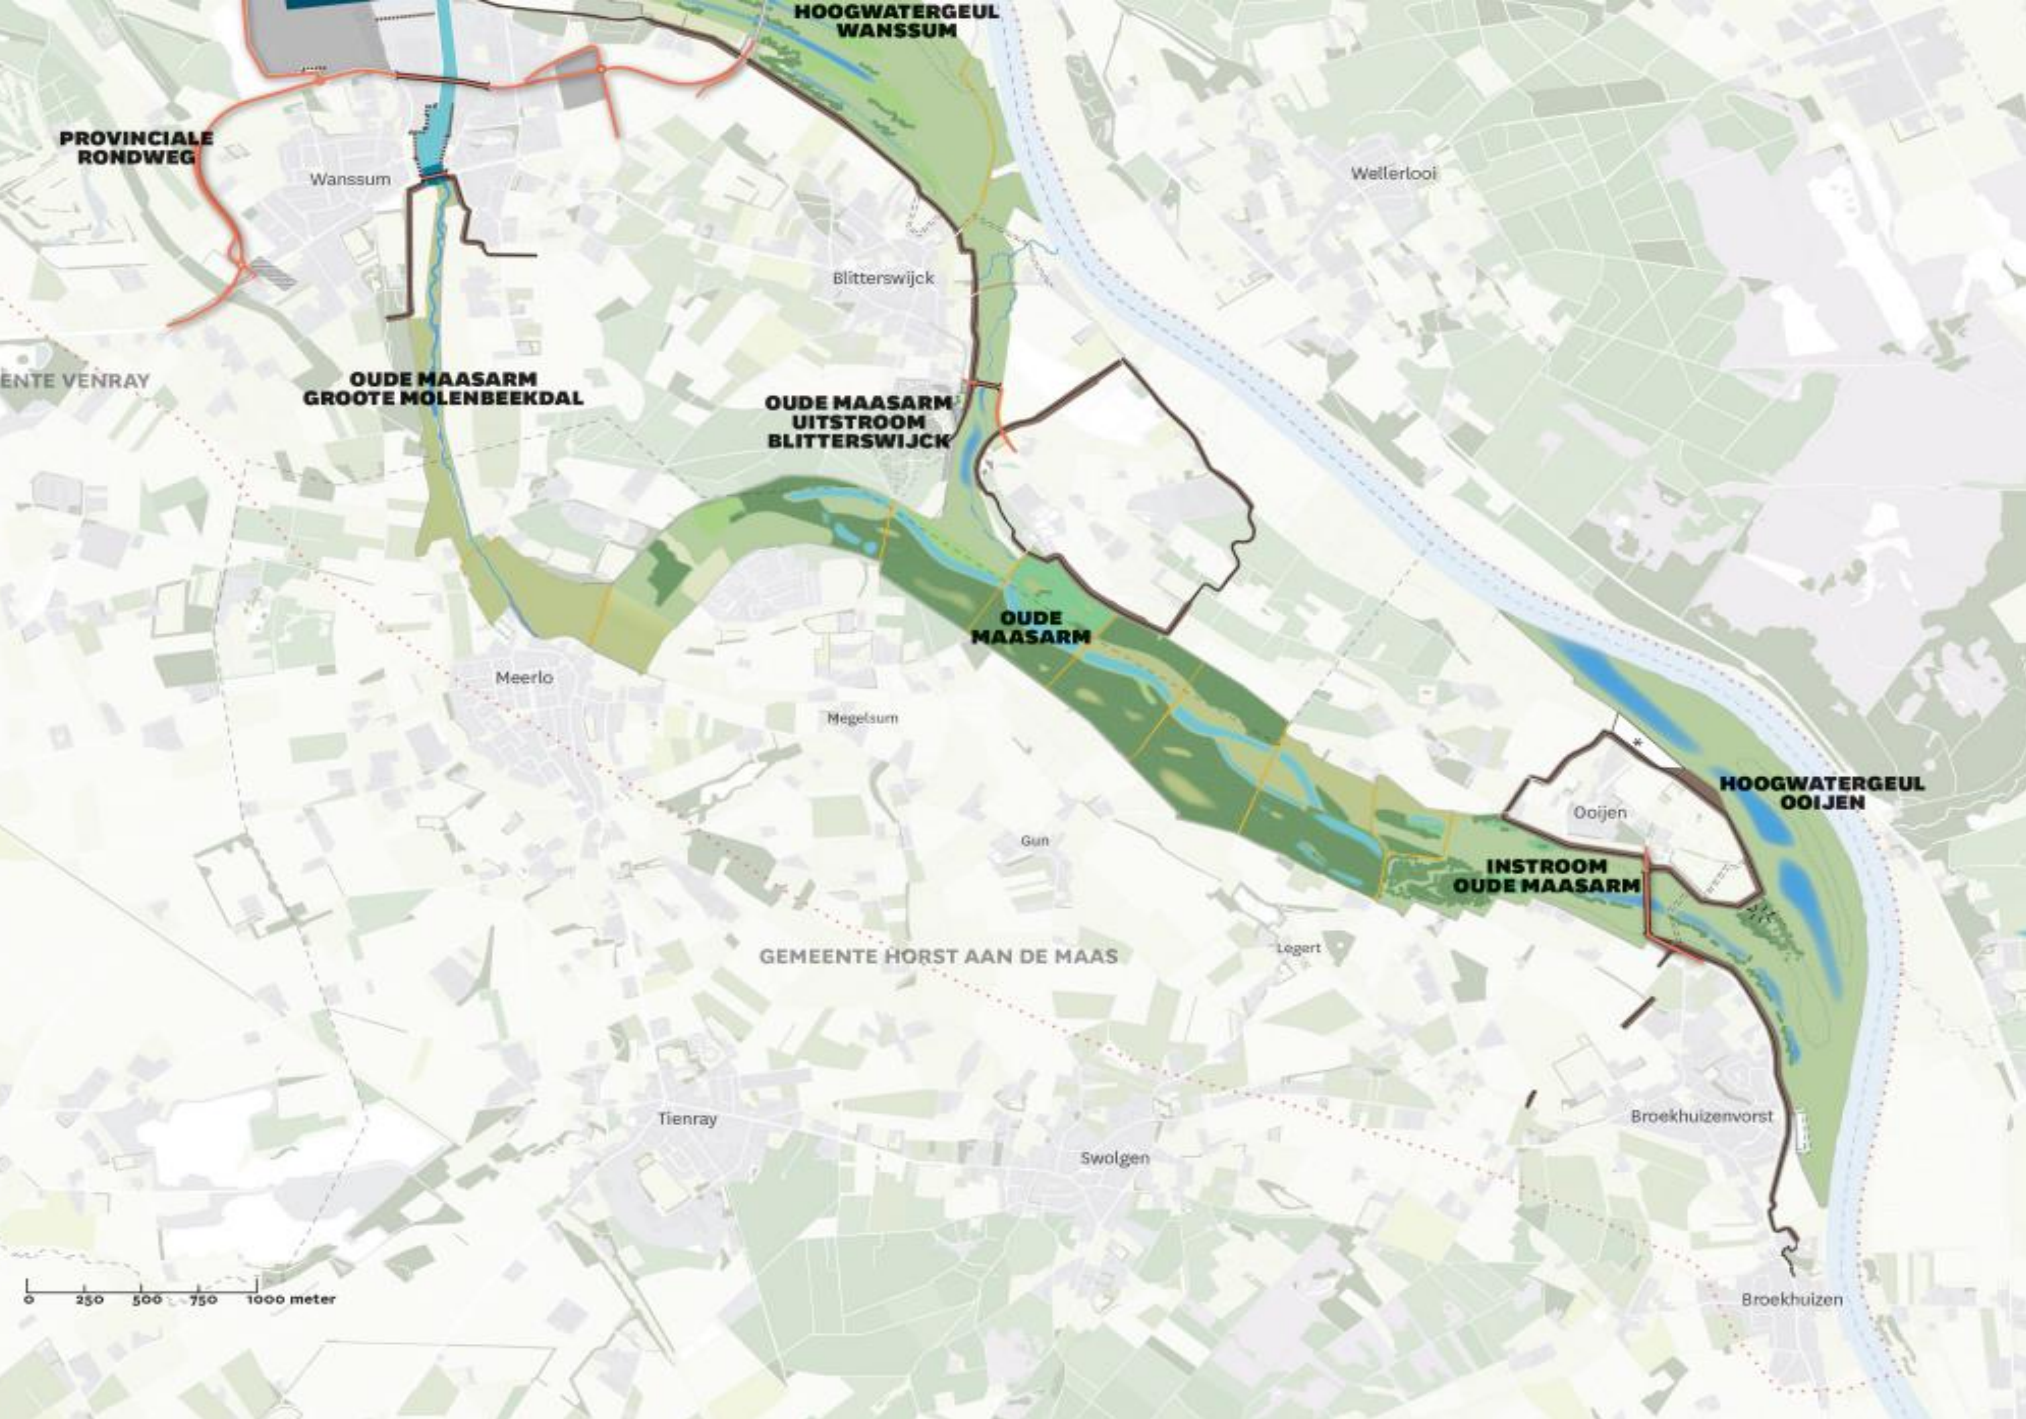 HOOGWATERGEUL
WANSSUM
PROVINCIALE
RONDWEG
Wanssum
Wellerlooi
Blitterswijck
ENTE VENRAY
OUDE MAASARM
GROOTE MOLENBEEKDAL
OUDE MAASARM
UITSTROOM
BLITTERSWIJCK
OUDE
MAASARM
Meerlo
Megelsum
*
HOOGWATERGEUL
OOIJEN
Ooijen
Gun
INSTROOM
OUDE MAASARM
Legert
GEMEENTE HORST AAN DE MAAS
Tienray
Broekhuizenvorst
Swolgen
0 250 500 750 1000 meter
Broekhuizen